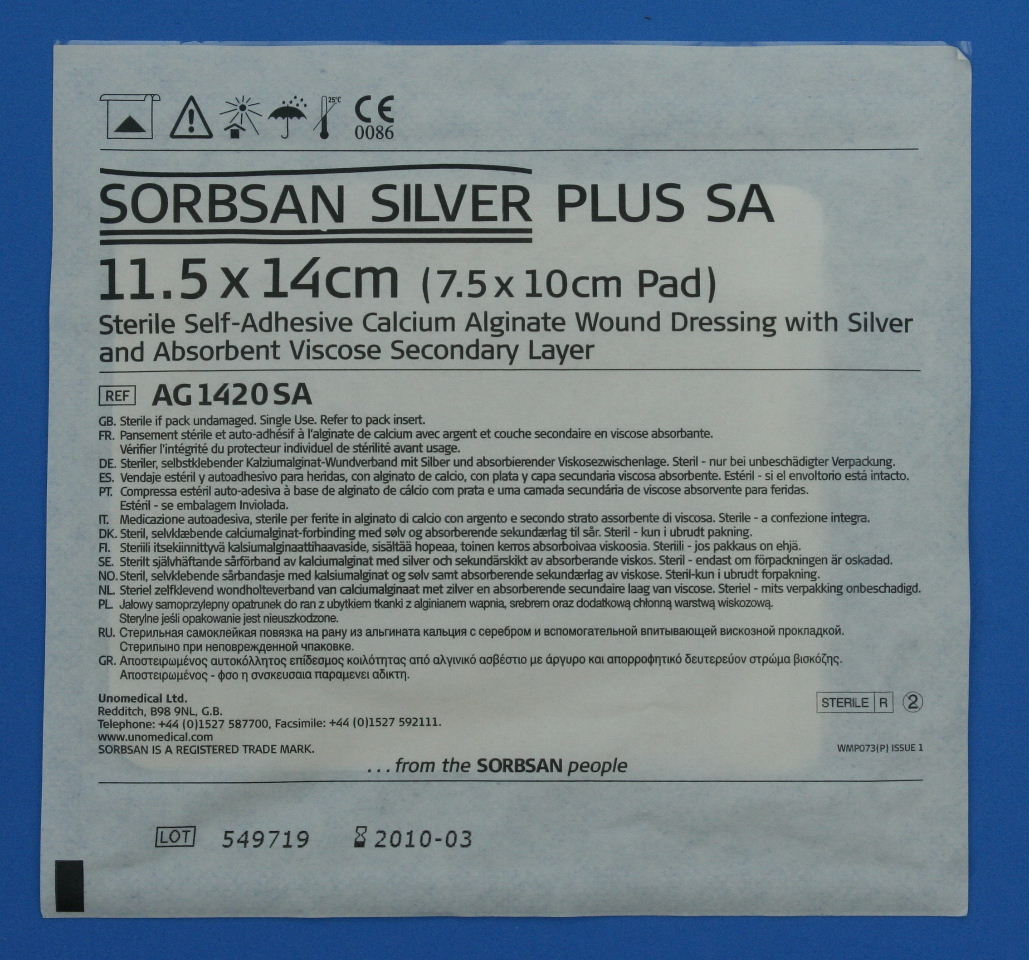 25°C
CE
0086
SORBSAN SILVER PLUS SA
11.5 x 14cm (7.5 x 10cm Pad)
Sterile Self-Adhesive Calcium Alginate Wound Dressing with Silver
and Absorbent Viscose Secondary Layer
REF AG1420SA
GB. Sterile if pack undamaged. Single Use. Refer to pack insert.
FR. Pansement stérile et auto-adhésif à l'alginate de calcium avec argent et couche secondaire en viscose absorbante.
Vérifier l'intégrité du protecteur individuel de stérilité avant usage.
DE. Steriler, selbstklebender Kalziumalginat-Wundverband mit Silber und absorbierender Viskosezwischenlage. Steril - nur bei unbeschädigter Verpackung.
ES. Vendaje estéril y autoadhesivo para heridas, con alginato de calcio, con plata y capa secundaria viscosa absorbente. Estéril - si el envoltorio está intacto.
PT. Compressa estéril auto-adesiva à base de alginato de cálcio com prata e uma camada secundária de viscose absorvente para feridas.
Estéril - se embalagem Inviolada.
IT. Medicazione autoadesiva, sterile per ferite in alginato di calcio con argento e secondo strato assorbente di viscosa. Sterile - a confezione integra.
DK. Steril, selvklæbende calciumalginat-forbinding med sølv og absorberende sekundærlag til sår. Steril - kun i ubrudt pakning.
FI. Steriili itsekiinnittyvä kalsiumalginaattihaavaside, sisältää hopeaa, toinen kerros absorboivaa viskoosia. Steriili - jos pakkaus on ehjä.
SE. Sterilt självhäftande sårförband av kalciumalginat med silver och sekundärskikt av absorberande viskos. Steril - endast om förpackningen är oskadad.
NO. Steril, selvklebende sårbandasje med kalsiumalginat og sølv samt absorberende sekundærlag av viskose. Steril-kun i ubrudt forpakning.
NL. Steriel zelfklevend wondholteverband van calciumalginaat met zilver en absorberende secundaire laag van viscose. Steriel - mits verpakking onbeschadigd.
PL. Jałowy samoprzylepny opatrunek do ran z ubytkiem tkanki z alginianem wapnia, srebrem oraz dodatkową chłonną warstwą wiskozową.
Sterylne jeśli opakowanie jest nieuszkodzone.
RU. Стерильная самоклейкая повязка на рану из альгината кальция с серебром и вспомогательной впитывающей вискозной прокладкой.
Стерильно при неповрежденной чпаковке.
GR. Αποστειρωμένος αυτοκόλλητος επίδεσμος κοιλότητας από αλγινικό ασβέστιο με άργυρο και απορροφητικό δευτερεύον στρώμα βισκόζης.
Αποστειρωμένος - φσο η συσκευσαια παραμενει αδικτη.
Unomedical Ltd.
Redditch, B98 9NL, G.B.
Telephone: +44 (0)1527 587700, Facsimile: +44 (0)1527 592111.
www.unomedical.com
SORBSAN IS A REGISTERED TRADE MARK.
STERILE R 2
WMP073(P) ISSUE 1
...from the SORBSAN people
LOT 549719 2010-03